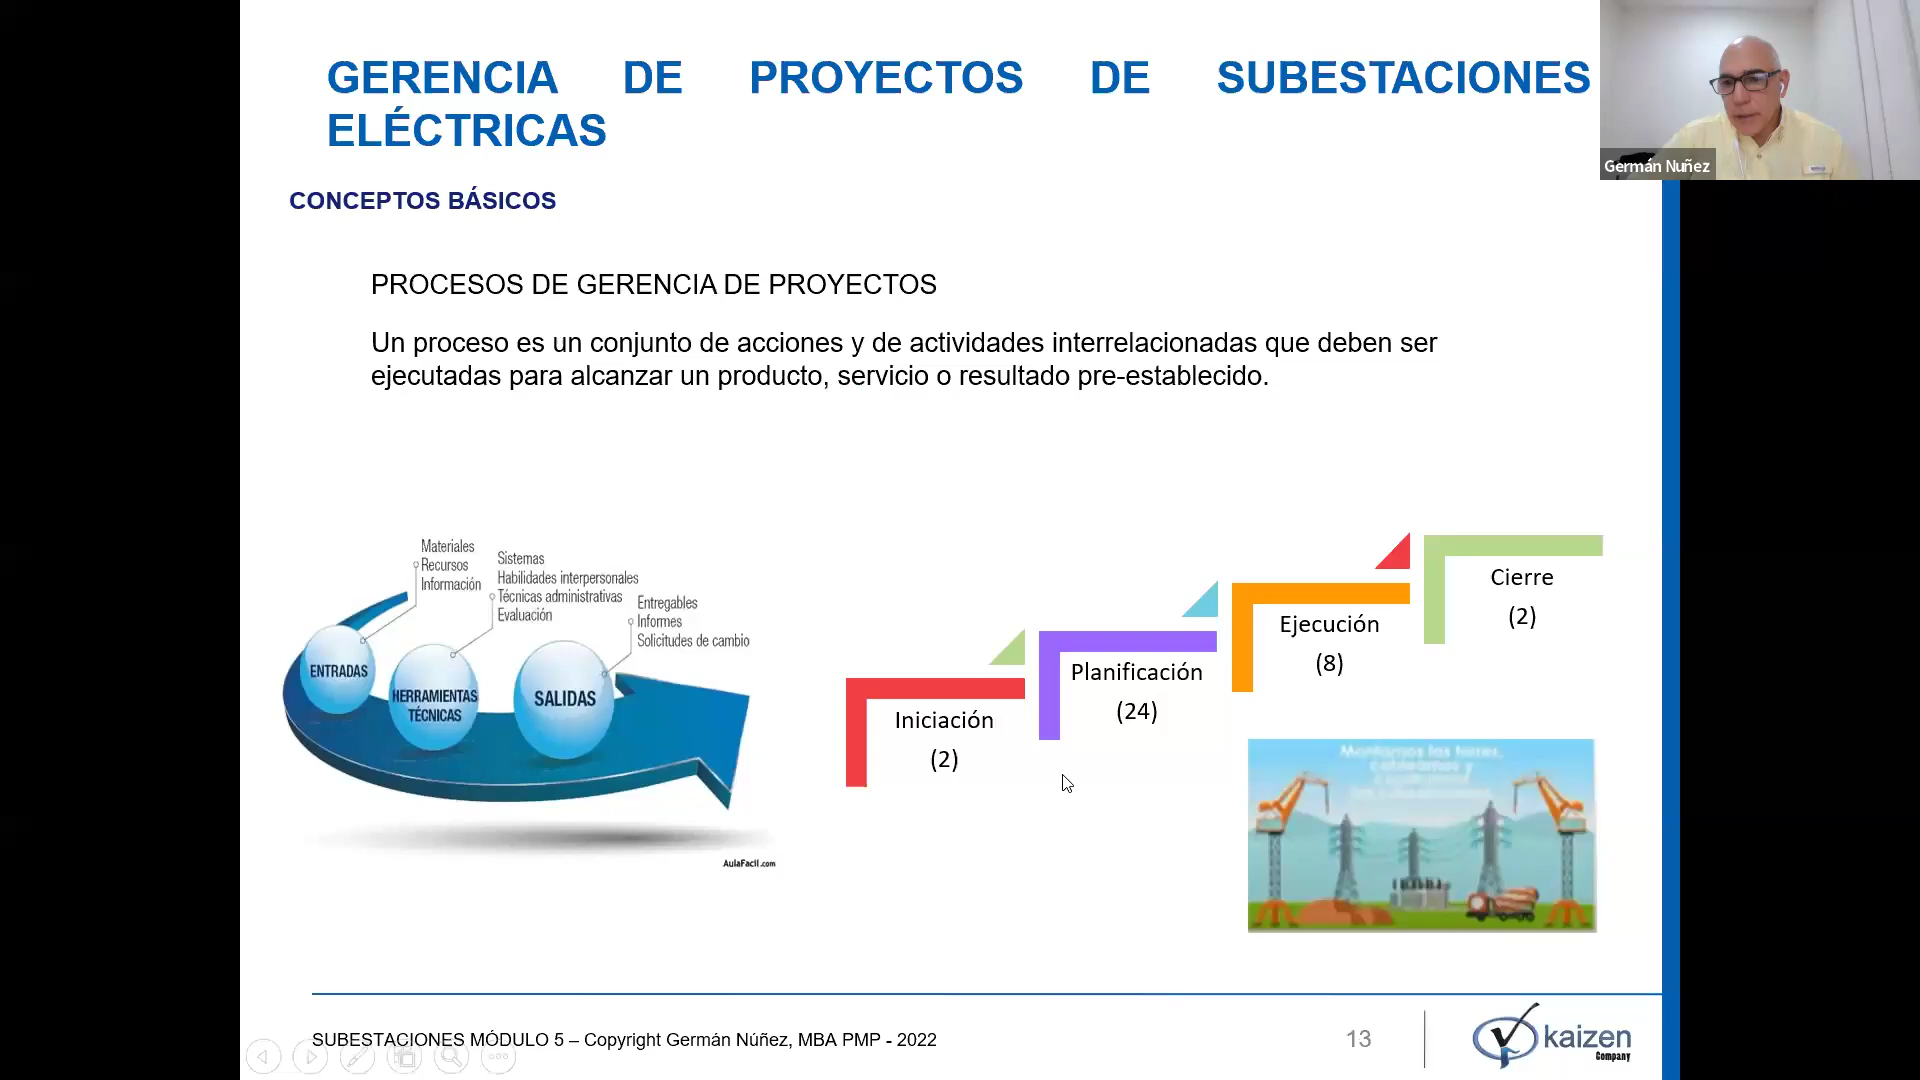 GERENCIA DE PROYECTOS DE SUBESTACIONES
ELÉCTRICAS
Germán Nuñez
CONCEPTOS BÁSICOS
PROCESOS DE GERENCIA DE PROYECTOS
Un proceso es un conjunto de acciones y de actividades interrelacionadas que deben ser
ejecutadas para alcanzar un producto, servicio o resultado pre-establecido.
Materiales
Recursos
Información
Sistemas
Habilidades interpersonales
Técnicas administrativas
Evaluación
Entregables
Informes
Solicitudes de cambio
ENTRADAS
HERRAMIENTAS
TÉCNICAS
SALIDAS
AulaFacil.com
Iniciación
(2)
Planificación
(24)
Ejecución
(8)
Cierre
(2)
Montamos las torres,
SUBESTACIONES MÓDULO 5 – Copyright Germán Núñez, MBA PMP - 2022
13
kaizen
Company